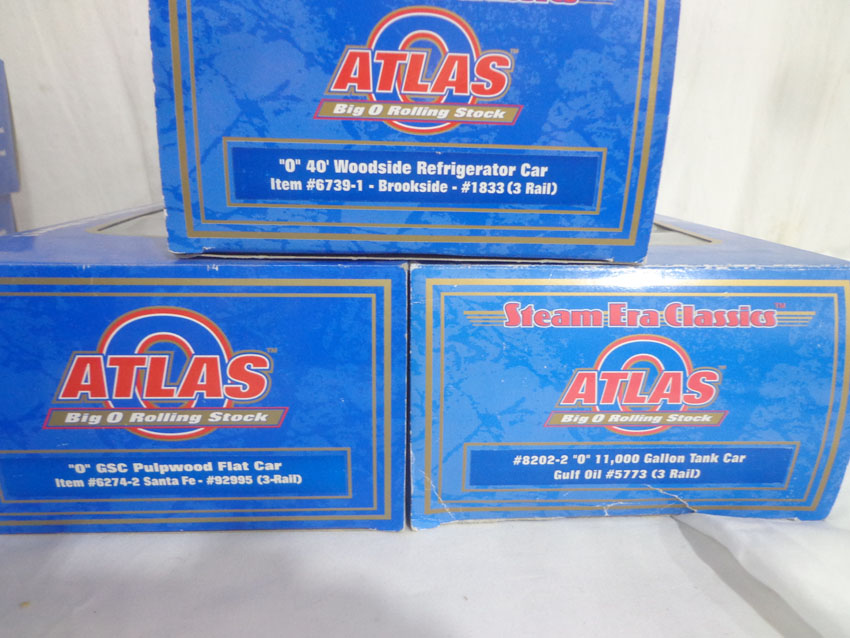 ATLAS
Big O Rolling Stock
"O" 40' Woodside Refrigerator Car
Item #6739-1 - Brookside - #1833 (3 Rail)
ATLAS™
Big O Rolling Stock
"O" GSC Pulpwood Flat Car
Item #6274-2 Santa Fe - #92995 (3-Rail)
Steam Era Classics™
ATLAS
Big O Rolling Stock
#8202-2 "O" 11,000 Gallon Tank Car
Gulf Oil #5773 (3 Rail)